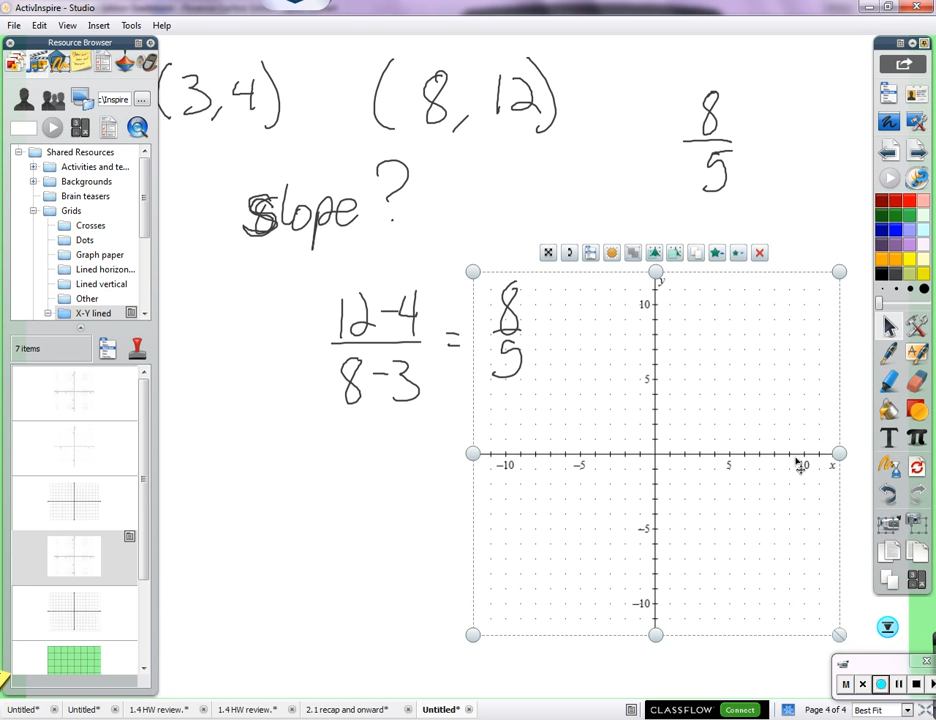 ActivInspire - Studio
File Edit View Insert Tools Help
Resource Browser
:\Inspire ...
Shared Resources
Activities and te...
Backgrounds
Brain teasers
Grids
Crosses
Dots
Graph paper
Lined horizon...
Lined vertical
Other
X-Y lined
7 items
(3,4) (8, 12)
8
5
slope?
12-4
8-3
=
8
5
y
10
5
-10 -5 5 10 x
-5
-10
T π
Page 4 of 4 Best Fit
CLASSFLOW Connect
M
Untitled* Untitled* 1.4 HW review.* 1.4 HW review.* 2.1 recap and onward* Untitled*